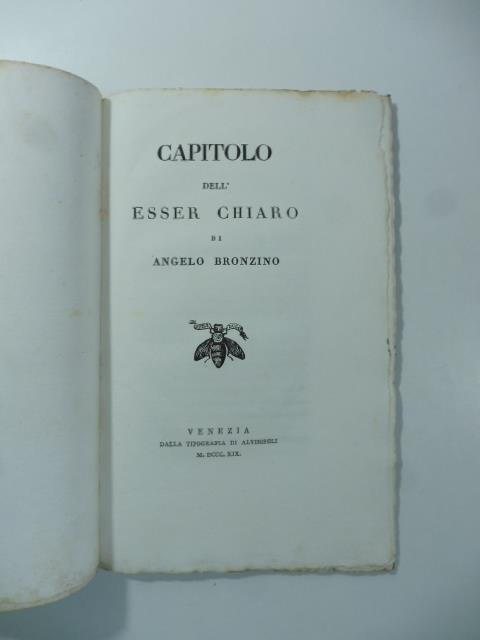 CAPITOLO
DELL'
ESSER CHIARO
DI
ANGELO BRONZINO
VENEZIA
DALLA TIPOGRAFIA DI ALVISOPOLI
M. DCCC. XIX.